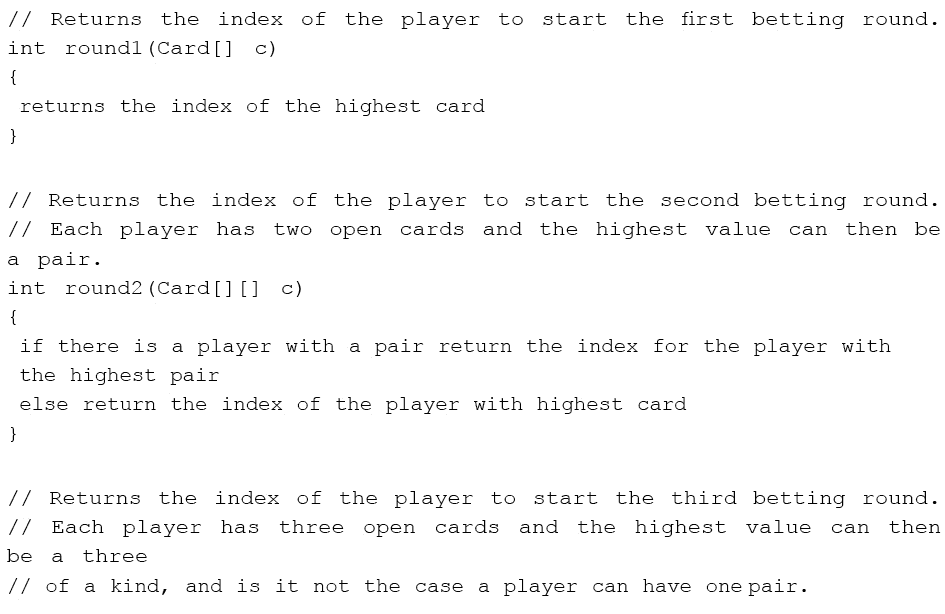 // Returns the index of the player to start the first betting round.
int round1(Card[] c)
{
returns the index of the highest card
}
// Returns the index of the player to start the second betting round.
// Each player has two open cards and the highest value can then be
a pair.
int round2(Card[][] c)
{
if there is a player with a pair return the index for the player with
the highest pair
else return the index of the player with highest card
}
// Returns the index of the player to start the third betting round.
// Each player has three open cards and the highest value can then
be a three
// of a kind, and is it not the case a player can have one pair.